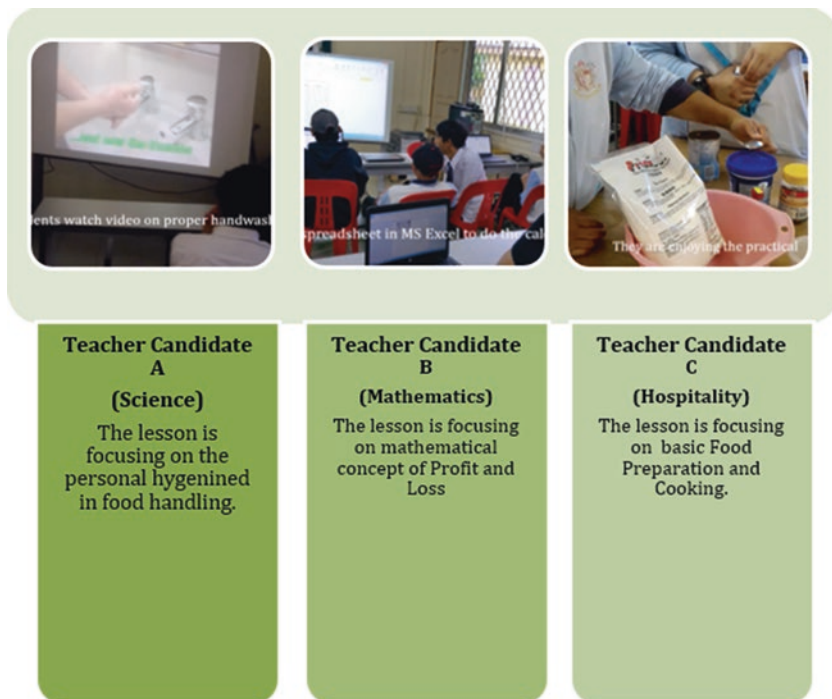 ents watch video on proper handwas
spreadsheet in MS Excel to do the cal
They are enjoying the practical
Teacher Candidate
A
(Science)
The lesson is
focusing on the
personal hygenined
in food handling.
Teacher Candidate
B
(Mathematics)
The lesson is focusing
on mathematical
concept of Profit and
Loss
Teacher Candidate
C
(Hospitality)
The lesson is focusing
on basic Food
Preparation and
Cooking.